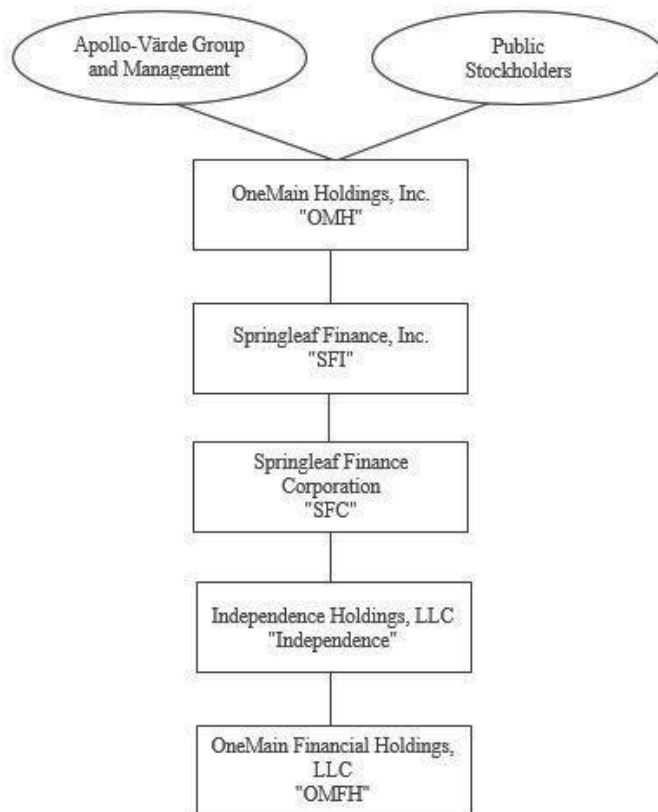 Apollo-Värde Group
and Management
Public
Stockholders
OneMain Holdings, Inc.
"OMH"
Springleaf Finance, Inc.
"SFI"
Springleaf Finance
Corporation
"SFC"
Independence Holdings, LLC
"Independence"
OneMain Financial Holdings,
LLC
"OMFH"